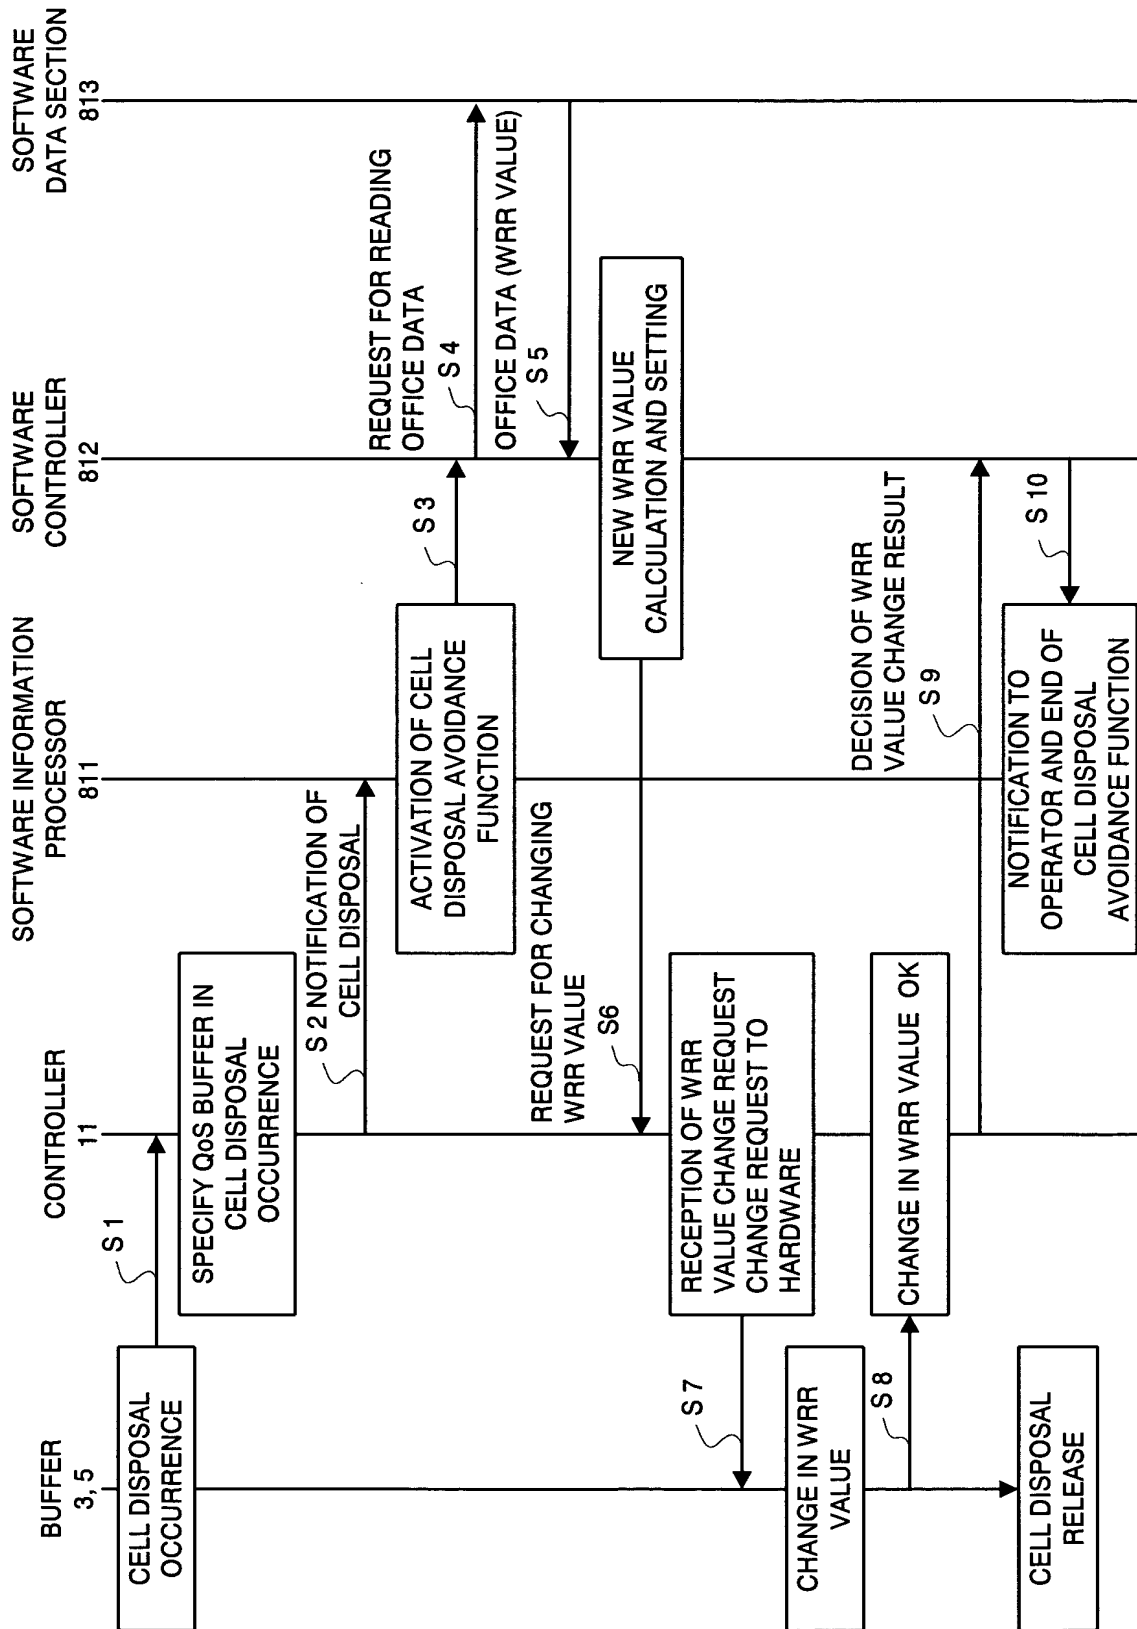 BUFFER
3, 5
CONTROLLER
11
SOFTWARE INFORMATION
PROCESSOR
811
SOFTWARE
CONTROLLER
812
SOFTWARE
DATA SECTION
813
CELL DISPOSAL
OCCURRENCE
S 1
SPECIFY QoS BUFFER IN
CELL DISPOSAL
OCCURRENCE
S 2 NOTIFICATION OF
CELL DISPOSAL
ACTIVATION OF CELL
DISPOSAL AVOIDANCE
FUNCTION
S 3
REQUEST FOR READING
OFFICE DATA
S 4
OFFICE DATA (WRR VALUE)
S 5
NEW WRR VALUE
CALCULATION AND SETTING
REQUEST FOR CHANGING
WRR VALUE
S6
RECEPTION OF WRR
VALUE CHANGE REQUEST
CHANGE REQUEST TO
HARDWARE
S 7
CHANGE IN WRR
VALUE
S 8
CHANGE IN WRR VALUE OK
DECISION OF WRR
VALUE CHANGE RESULT
S 9
S 10
NOTIFICATION TO
OPERATOR AND END OF
CELL DISPOSAL
AVOIDANCE FUNCTION
CELL DISPOSAL
RELEASE